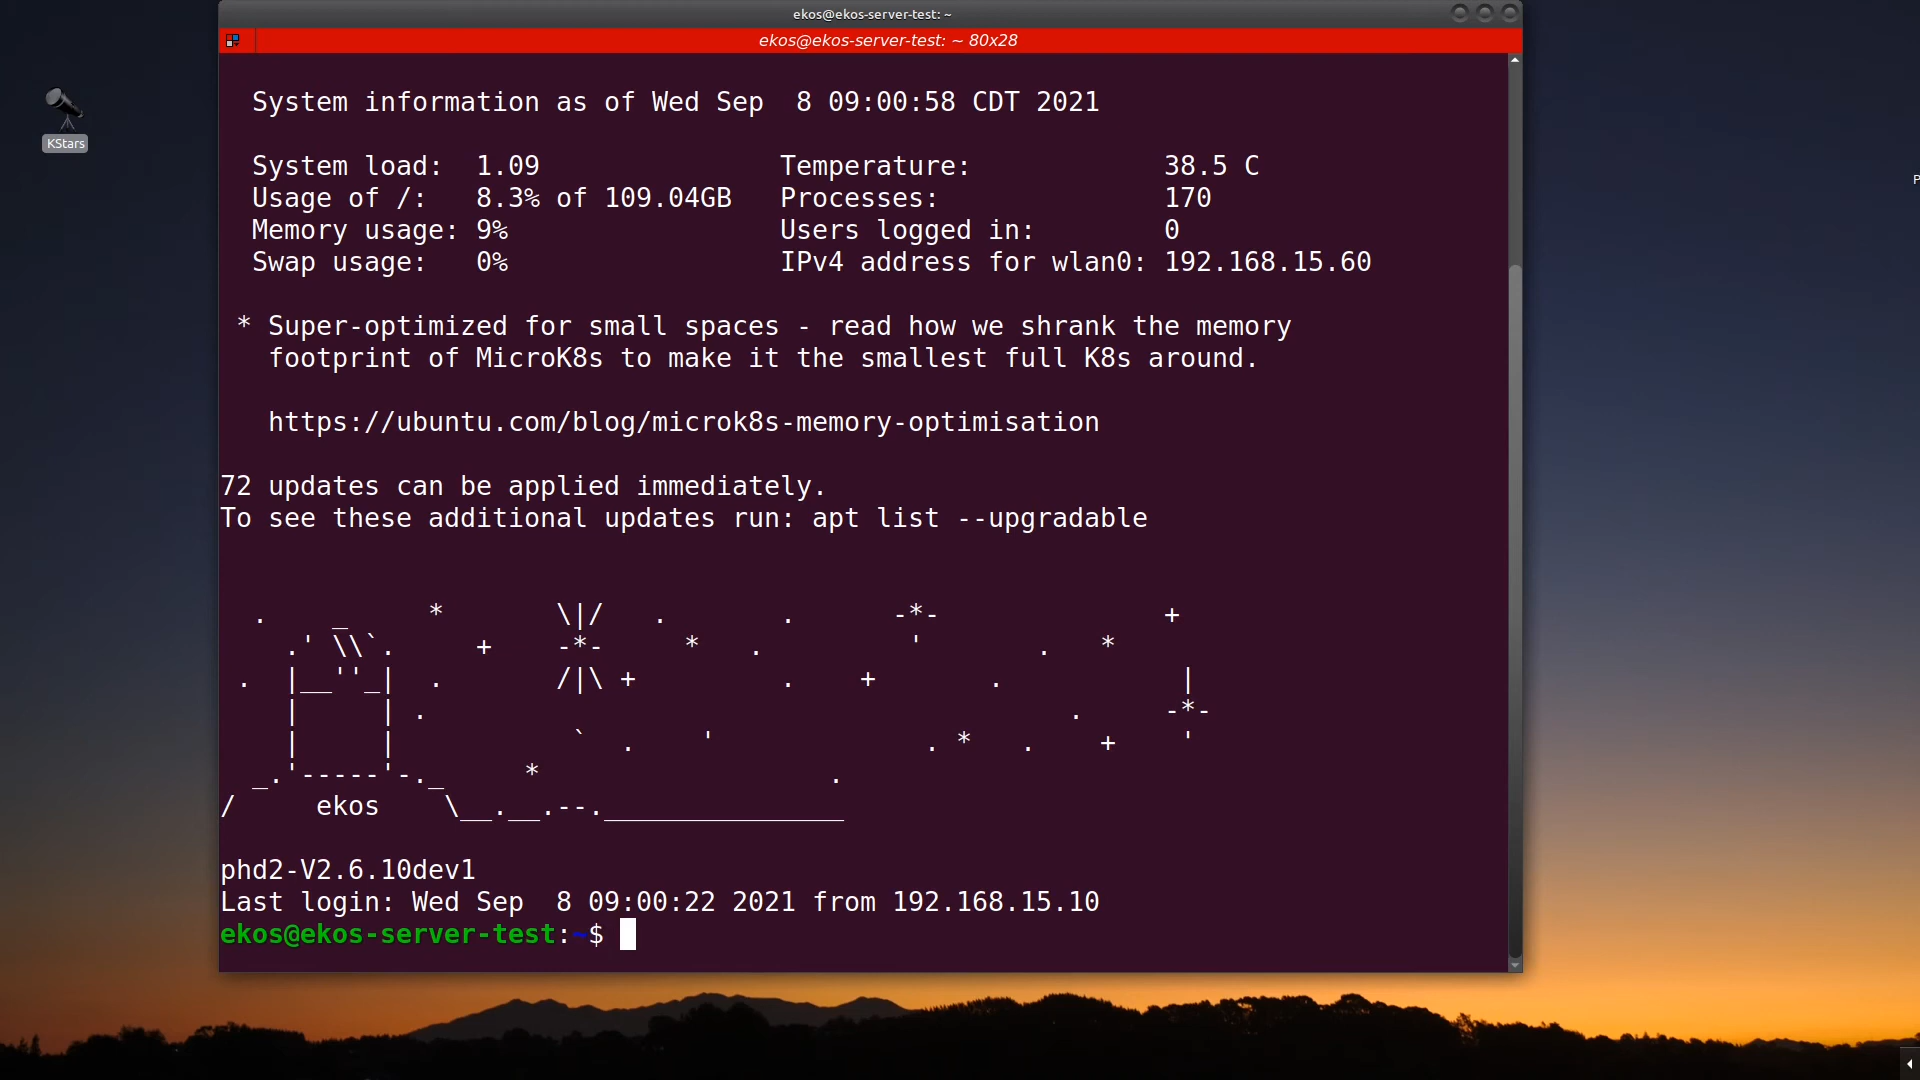 ekos@ekos-server-test: ~
ekos@ekos-server-test: ~ 80x28
KStars
P
  System information as of Wed Sep  8 09:00:58 CDT 2021

  System load:  1.09               Temperature:            38.5 C
  Usage of /:   8.3% of 109.04GB   Processes:              170
  Memory usage: 9%                 Users logged in:        0
  Swap usage:   0%                 IPv4 address for wlan0: 192.168.15.60

 * Super-optimized for small spaces - read how we shrank the memory
   footprint of MicroK8s to make it the smallest full K8s around.

   https://ubuntu.com/blog/microk8s-memory-optimisation

72 updates can be applied immediately.
To see these additional updates run: apt list --upgradable

  .    _     *       \|/   .       .      -*-              +
    .' \\`.     +    -*-     *   .         '       .   *
 .  |__''_|  .       /|\ +         .    +       .           |
    |     | .                                        .     -*-
    |     |           `  .    '             . *   .    +    '
  _.'-----'-._     *                  .
/     ekos    \__.__.--._______________

phd2-V2.6.10dev1
Last login: Wed Sep  8 09:00:22 2021 from 192.168.15.10
ekos@ekos-server-test:~$